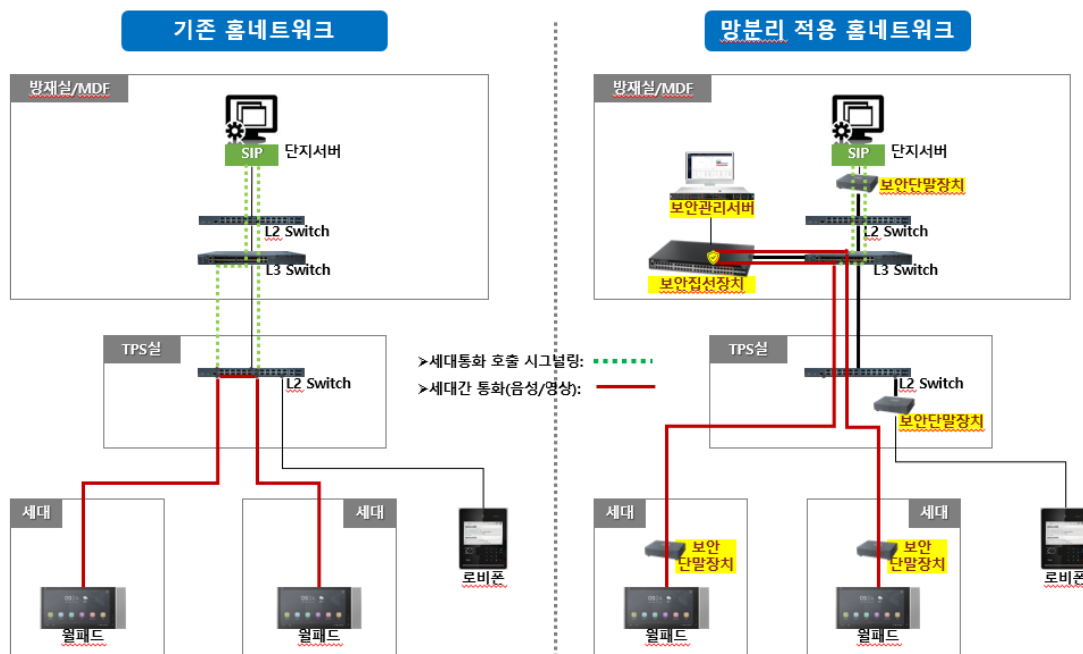 기존 홈네트워크
방재실/MDF
SIP
단지서버
L2 Switch
L3 Switch
TPS실
L2 Switch
세대
세대
월패드
월패드
로비폰
➢세대통화 호출 시그널링:
➢세대간 통화(음성/영상):
망분리 적용 홈네트워크
방재실/MDF
SIP
단지서버
보안단말장치
보안관리서버
L2 Switch
L3 Switch
보안집선장치
TPS실
L2 Switch
보안단말장치
세대
보안
단말장치
세대
보안
단말장치
월패드
월패드
로비폰